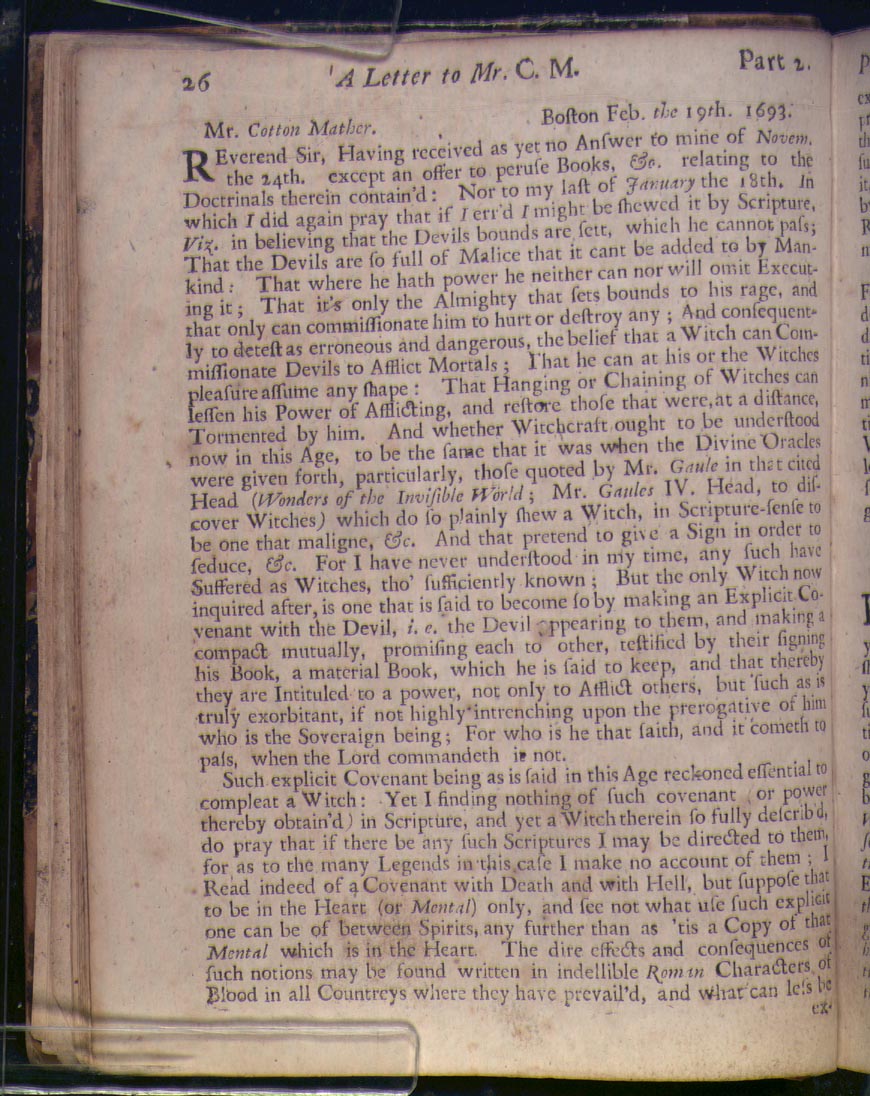 26 A Letter to Mr. C. M. Part 2.
Boſton Feb. the 19th. 1693.
Mr. Cotton Mather.
REverend Sir, Having received as yet no Anſwer to mine of Novem.
the 24th. except an offer to peruſe Books, &c. relating to the
Doctrinals therein contain'd: Nor to my laſt of January the 18th. In
which I did again pray that if I err'd I might be ſhewed it by Scripture,
Viz. in believing that the Devils bounds are ſett, which he cannot paſs;
That the Devils are ſo full of Malice that it cant be added to by Man-
kind: That where he hath power he neither can nor will omit Execut-
ing it; That it's only the Almighty that ſets bounds to his rage, and
that only can commiſſionate him to hurt or deſtroy any; And conſequent-
ly to deteſt as erroneous and dangerous, the belief that a Witch can Com-
miſſionate Devils to Afflict Mortals; That he can at his or the Witches
pleaſure aſſume any ſhape: That Hanging or Chaining of Witches can
leſſen his Power of Afflicting, and reſtore thoſe that were, at a diſtance,
Tormented by him. And whether Witchcraft ought to be underſtood
now in this Age, to be the ſame that it was when the Divine Oracles
were given forth, particularly, thoſe quoted by Mr. Gaule in that cited
Head (Wonders of the Inviſible World; Mr. Gaules IV. Head, to diſ-
cover Witches) which do ſo plainly ſhew a Witch, in Scripture-ſenſe to
be one that maligne, &c. And that pretend to give a Sign in order to
ſeduce, &c. For I have never underſtood in my time, any ſuch have
Suffered as Witches, tho' ſufficiently known; But the only Witch now
inquired after, is one that is ſaid to become ſo by making an Explicit Co-
venant with the Devil, i. e. the Devil appearing to them, and making a
compact mutually, promiſing each to other, teſtified by their ſigning
his Book, a material Book, which he is ſaid to keep, and that thereby
they are Intituled to a power, not only to Afflict others, but ſuch as is
truly exorbitant, if not highly intrenching upon the prerogative of him
who is the Soveraign being; For who is he that ſaith, and it cometh to
paſs, when the Lord commandeth it not.
Such explicit Covenant being as is ſaid in this Age reckoned eſſential to
compleat a Witch: Yet I finding nothing of ſuch covenant (or power
thereby obtain'd) in Scripture, and yet a Witch therein ſo fully deſcrib'd,
do pray that if there be any ſuch Scriptures I may be directed to them,
for as to the many Legends in this caſe I make no account of them; I
Read indeed of a Covenant with Death and with Hell, but ſuppoſe that
to be in the Heart (or Mental) only, and ſee not what uſe ſuch explicit
one can be of between Spirits, any further than as 'tis a Copy of that
Mental which is in the Heart. The dire effects and conſequences of
ſuch notions may be found written in indellible Roman Characters of
Blood in all Countreys where they have prevail'd, and what can leſs be
ex-